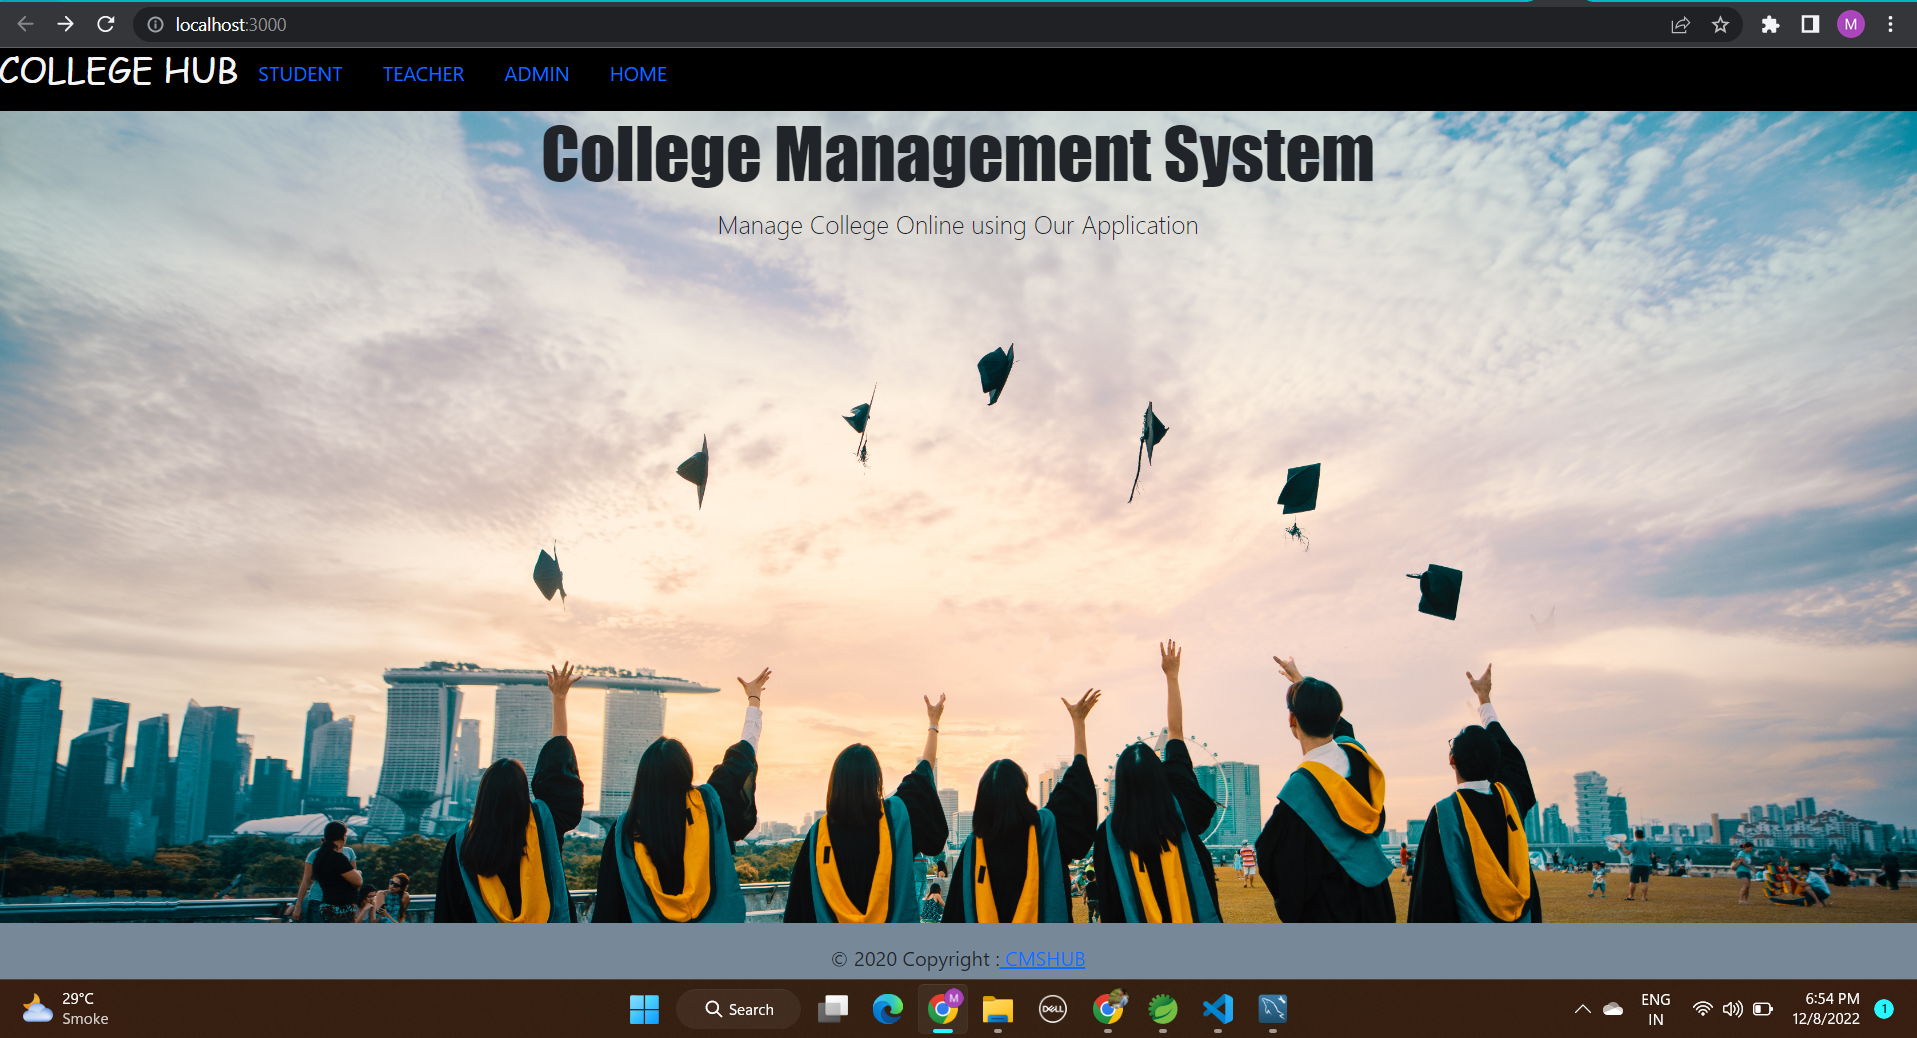 localhost:3000
M
COLLEGE HUB STUDENT TEACHER ADMIN HOME
College Management System
Manage College Online using Our Application
© 2020 Copyright : CMSHUB
29°C
Smoke
Search
M
DELL
ENG
IN
6:54 PM
12/8/2022
1